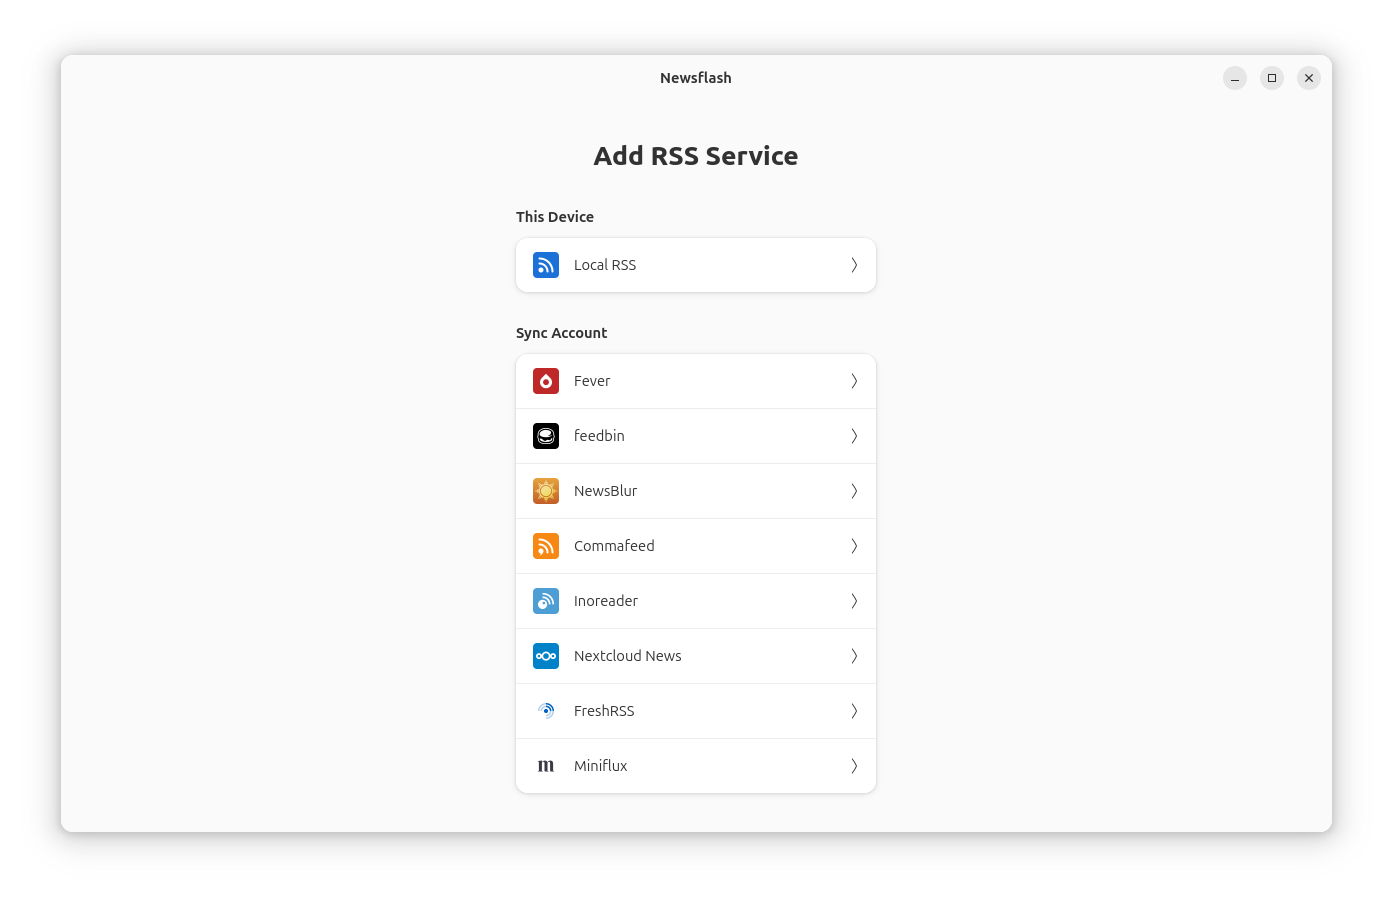 Newsflash
Add RSS Service
This Device
Local RSS
Sync Account
Fever
feedbin
NewsBlur
Commafeed
Inoreader
Nextcloud News
FreshRSS
m Miniflux